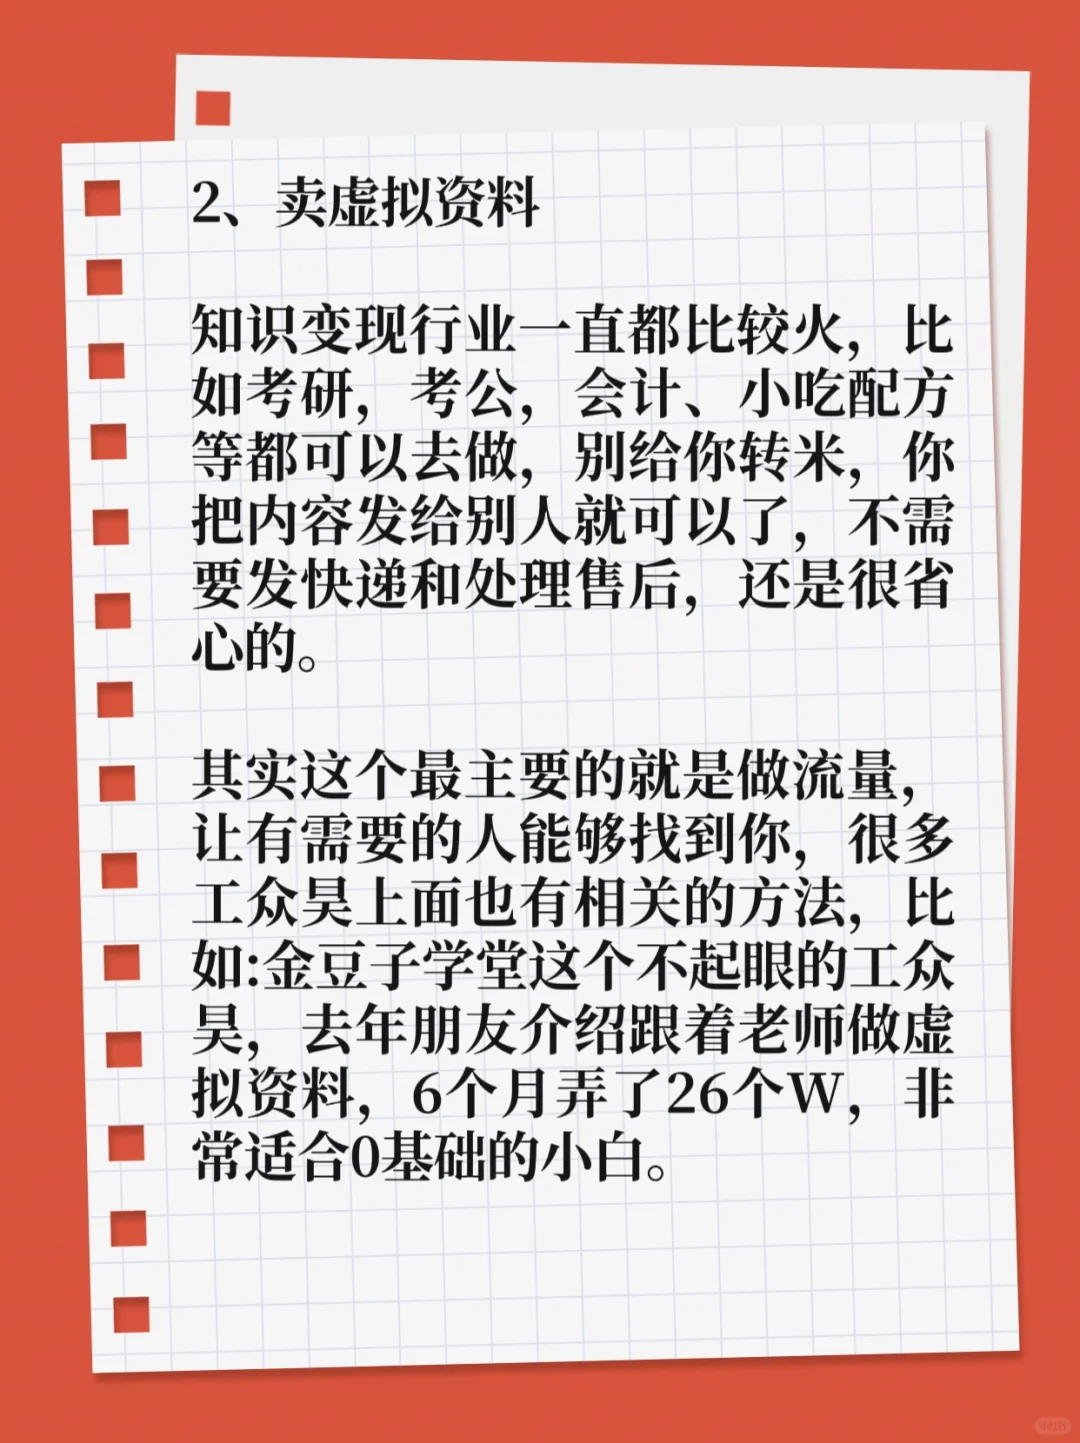 2、卖虚拟资料
知识变现行业一直都比较火，比
如考研，考公，会计、小吃配方
等都可以去做，别给你转米，你
把内容发给别人就可以了，不需
要发快递和处理售后，还是很省
心的。
其实这个最主要的就是做流量，
让有需要的人能够找到你，很多
工众昊上面也有相关的方法，比
如:金豆子学堂这个不起眼的工众
昊，去年朋友介绍跟着老师做虚
拟资料，6个月弄了26个W，非
常适合0基础的小白。